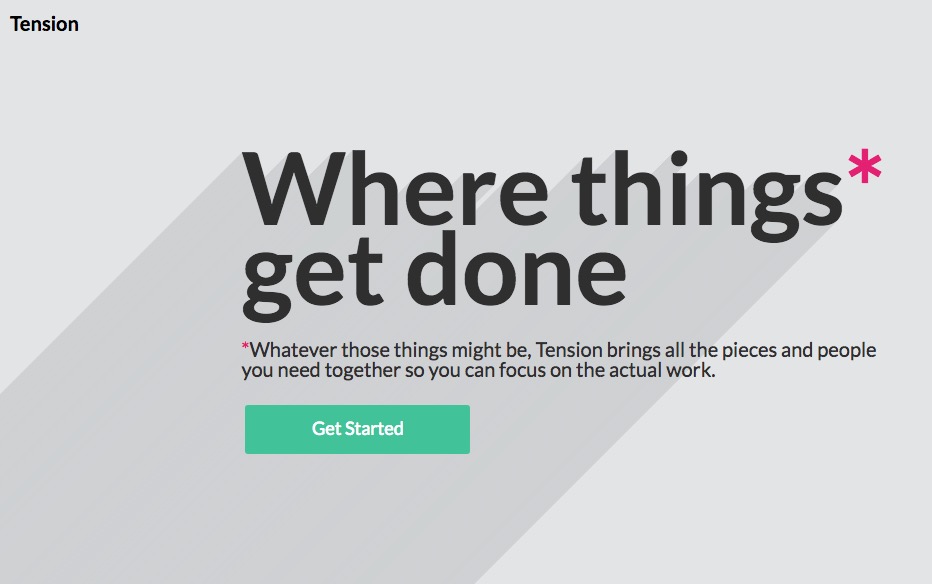 Tension
Where things*
get done
*Whatever those things might be, Tension brings all the pieces and people
you need together so you can focus on the actual work.
Get Started